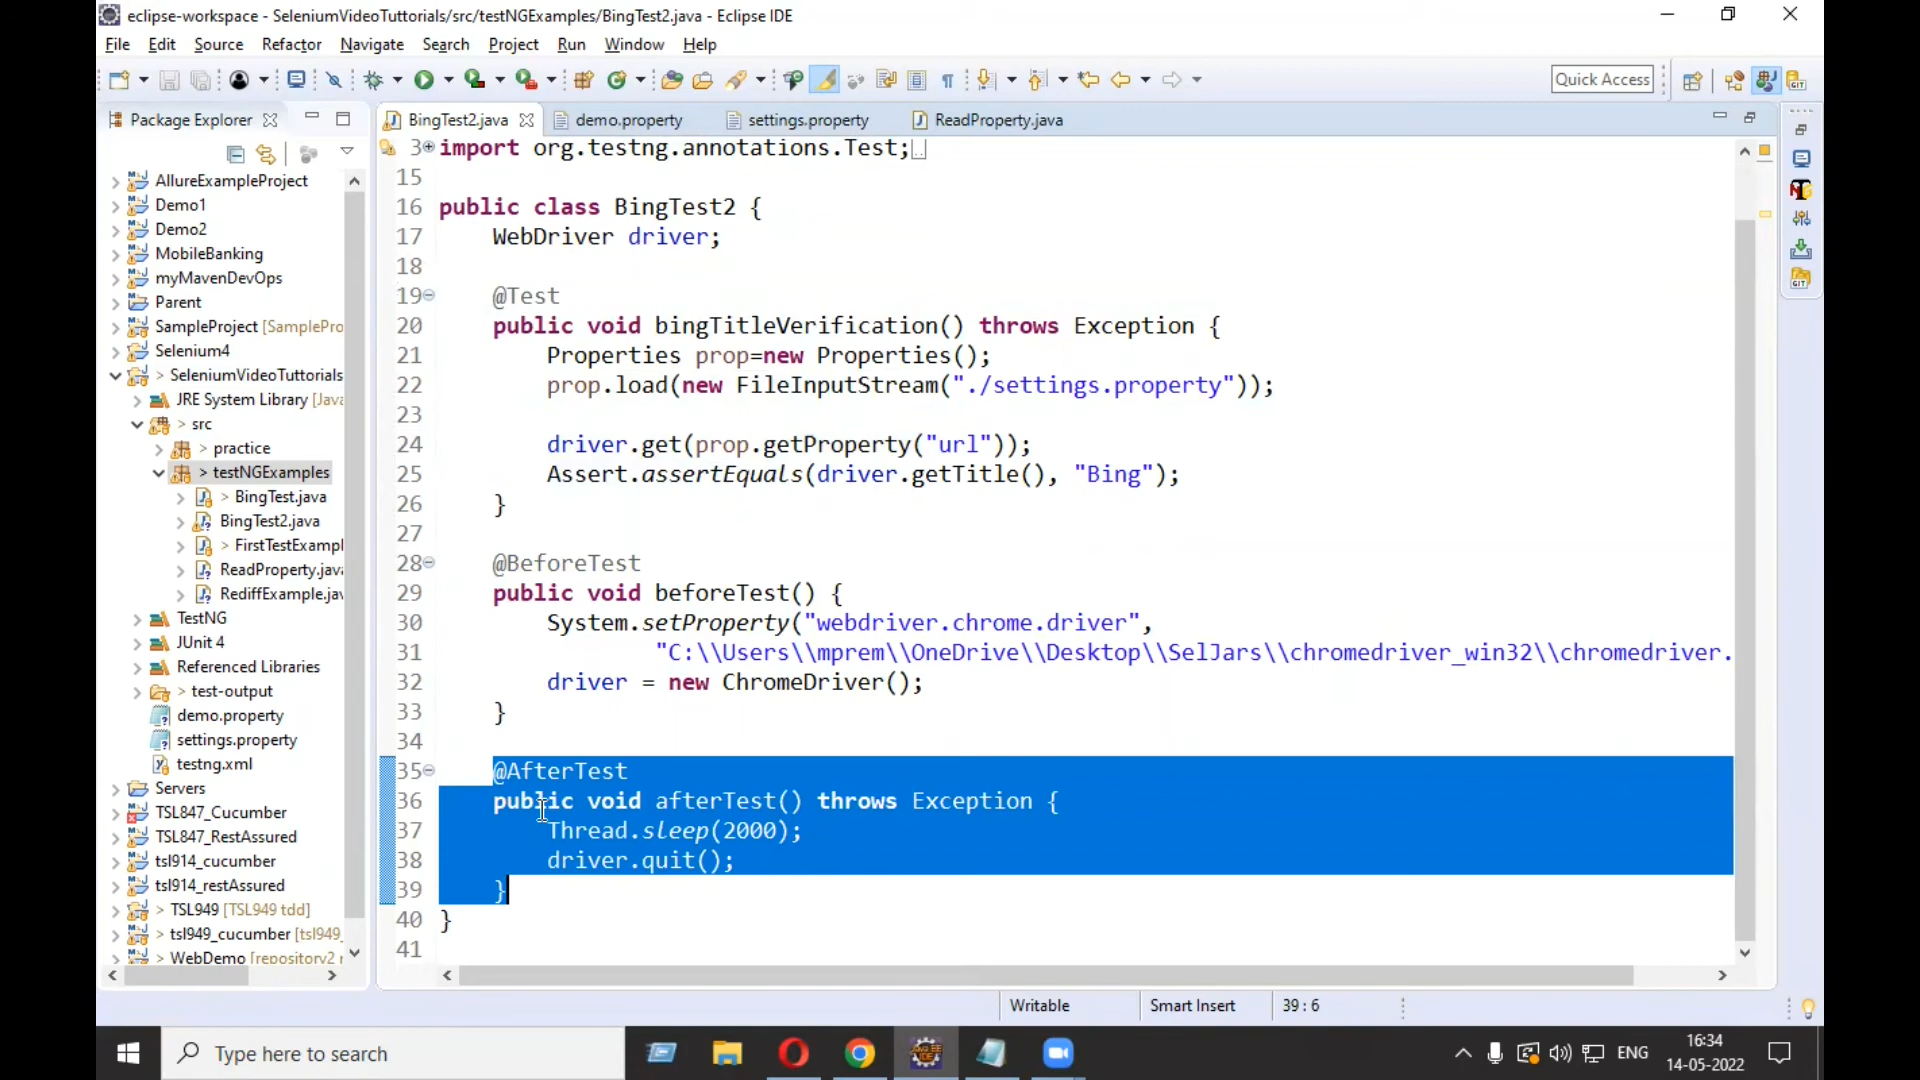 eclipse-workspace - SeleniumVideoTuttorials/src/testNGExamples/BingTest2.java - Eclipse IDE
File Edit Source Refactor Navigate Search Project Run Window Help
Quick Access
Package Explorer
BingTest2.java demo.property settings.property ReadProperty.java
AllureExampleProject
Demo1
Demo2
MobileBanking
myMavenDevOps
Parent
SampleProject [SamplePro
Selenium4
> SeleniumVideoTuttorials
JRE System Library [Java
> src
> practice
> testNGExamples
> BingTest.java
BingTest2.java
> FirstTestExampl
ReadProperty.java
RediffExample.jav
TestNG
JUnit 4
Referenced Libraries
> test-output
demo.property
settings.property
testng.xml
Servers
TSL847_Cucumber
TSL847_RestAssured
tsl914_cucumber
tsl914_restAssured
> TSL949 [TSL949 tdd]
> tsl949_cucumber [tsl949_
> WebDemo [repository2 r
3 import org.testng.annotations.Test;
15
16 public class BingTest2 {
17 WebDriver driver;
18
19 @Test
20 public void bingTitleVerification() throws Exception {
21 Properties prop=new Properties();
22 prop.load(new FileInputStream("./settings.property"));
23
24 driver.get(prop.getProperty("url"));
25 Assert.assertEquals(driver.getTitle(), "Bing");
26 }
27
28 @BeforeTest
29 public void beforeTest() {
30 System.setProperty("webdriver.chrome.driver",
31 "C:\\Users\\mprem\\OneDrive\\Desktop\\SelJars\\chromedriver_win32\\chromedriver.
32 driver = new ChromeDriver();
33 }
34
35 @AfterTest
36 public void afterTest() throws Exception {
37 Thread.sleep(2000);
38 driver.quit();
39 }
40 }
41
Writable Smart Insert 39 : 6
Type here to search
ENG
16:34
14-05-2022